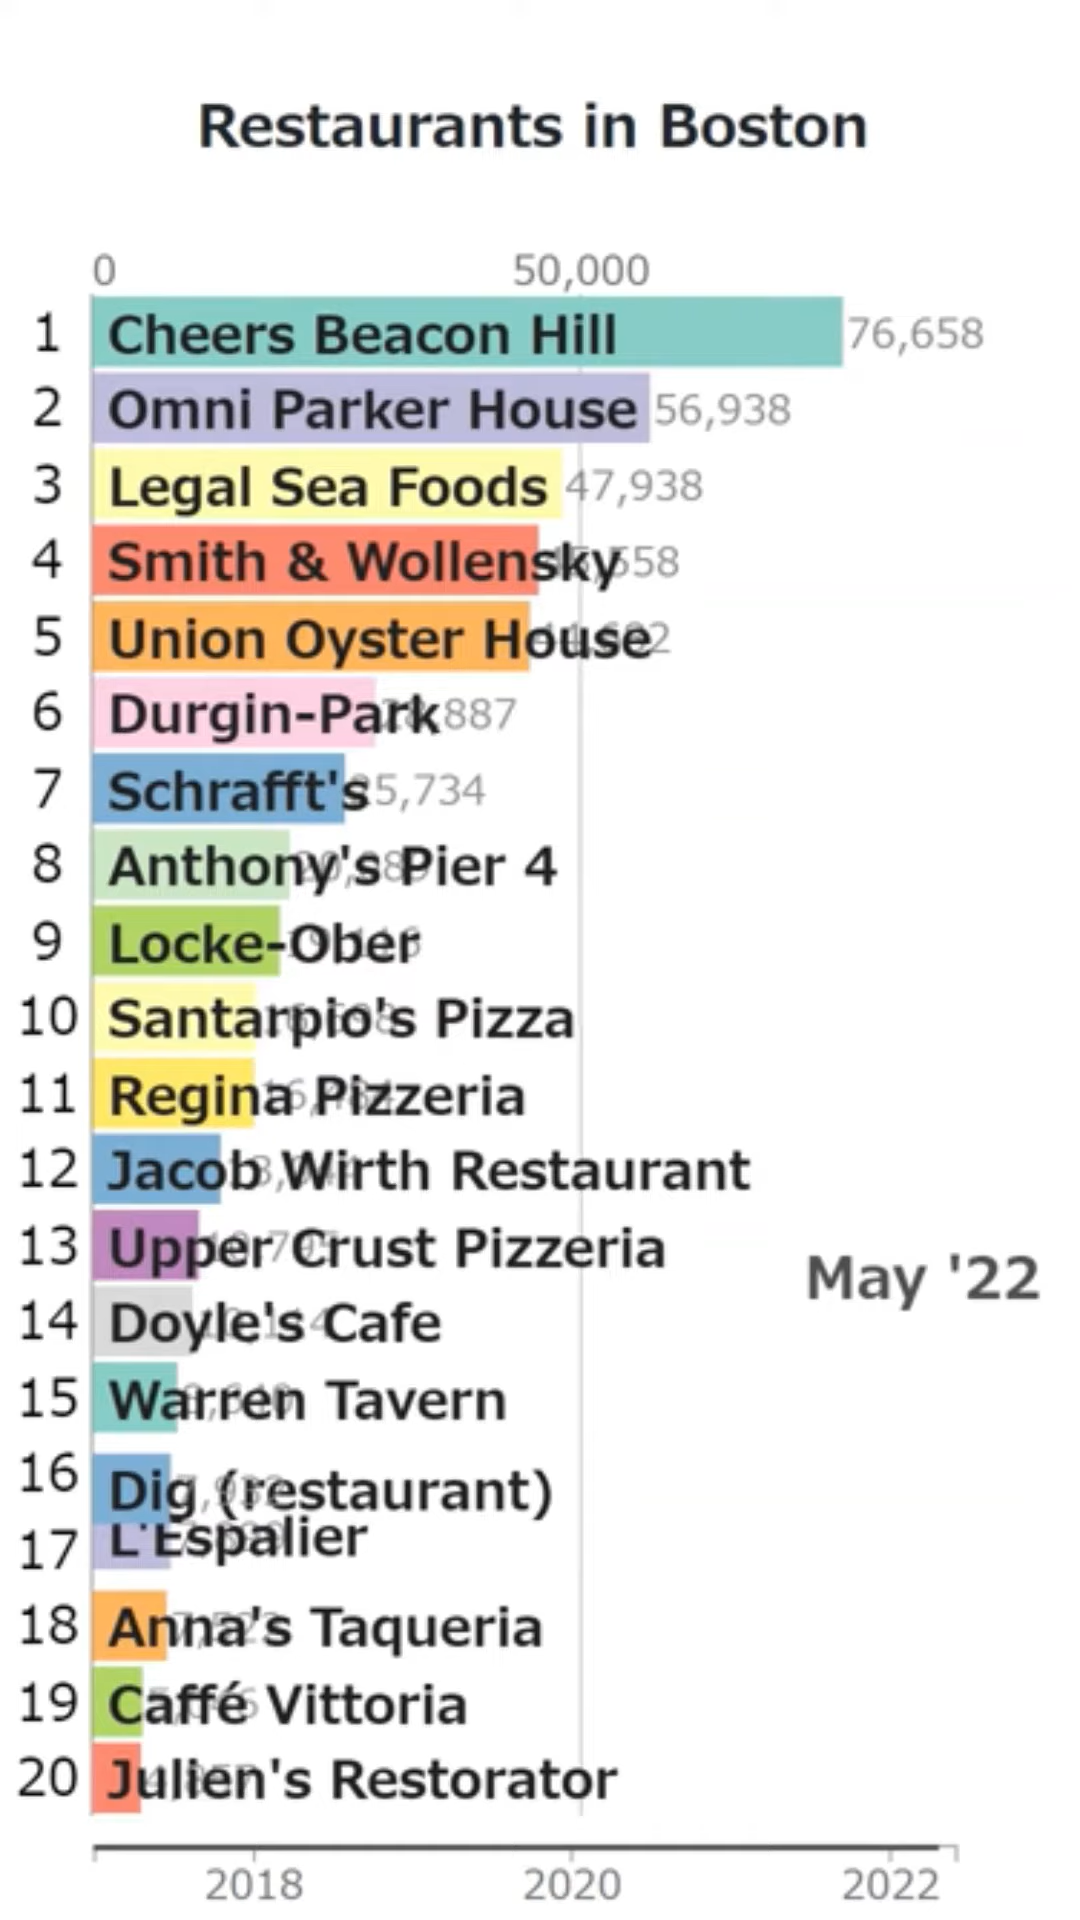 Restaurants in Boston
0 50,000
1 Cheers Beacon Hill 76,658
2 Omni Parker House 56,938
3 Legal Sea Foods 47,938
4 Smith & Wollensky
5 Union Oyster House
6 Durgin-Park 28,887
7 Schrafft's 25,734
8 Anthony's Pier 4
9 Locke-Ober
10 Santarpio's Pizza
11 Regina Pizzeria
12 Jacob Wirth Restaurant
13 Upper Crust Pizzeria
May '22
14 Doyle's Cafe
15 Warren Tavern
16 Dig (restaurant)
17 L'Espalier
18 Anna's Taqueria
19 Caffé Vittoria
20 Julien's Restorator
2018 2020 2022